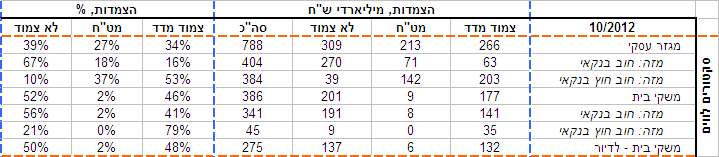 הצמדות, מיליארדי ש"ח הצמדות, %
10/2012 צמוד מדד מט"ח לא צמוד סה"כ צמוד מדד מט"ח לא צמוד
סקטורים לווים
מגזר עסקי 266 213 309 788 34% 27% 39%
מזה: חוב בנקאי 63 71 270 404 16% 18% 67%
מזה: חוב חוץ בנקאי 203 142 39 384 53% 37% 10%
משקי בית 177 9 201 386 46% 2% 52%
מזה: חוב בנקאי 141 8 191 341 41% 2% 56%
מזה: חוב חוץ בנקאי 35 0 9 45 79% 0% 21%
משקי בית - לדיור 132 6 137 275 48% 2% 50%